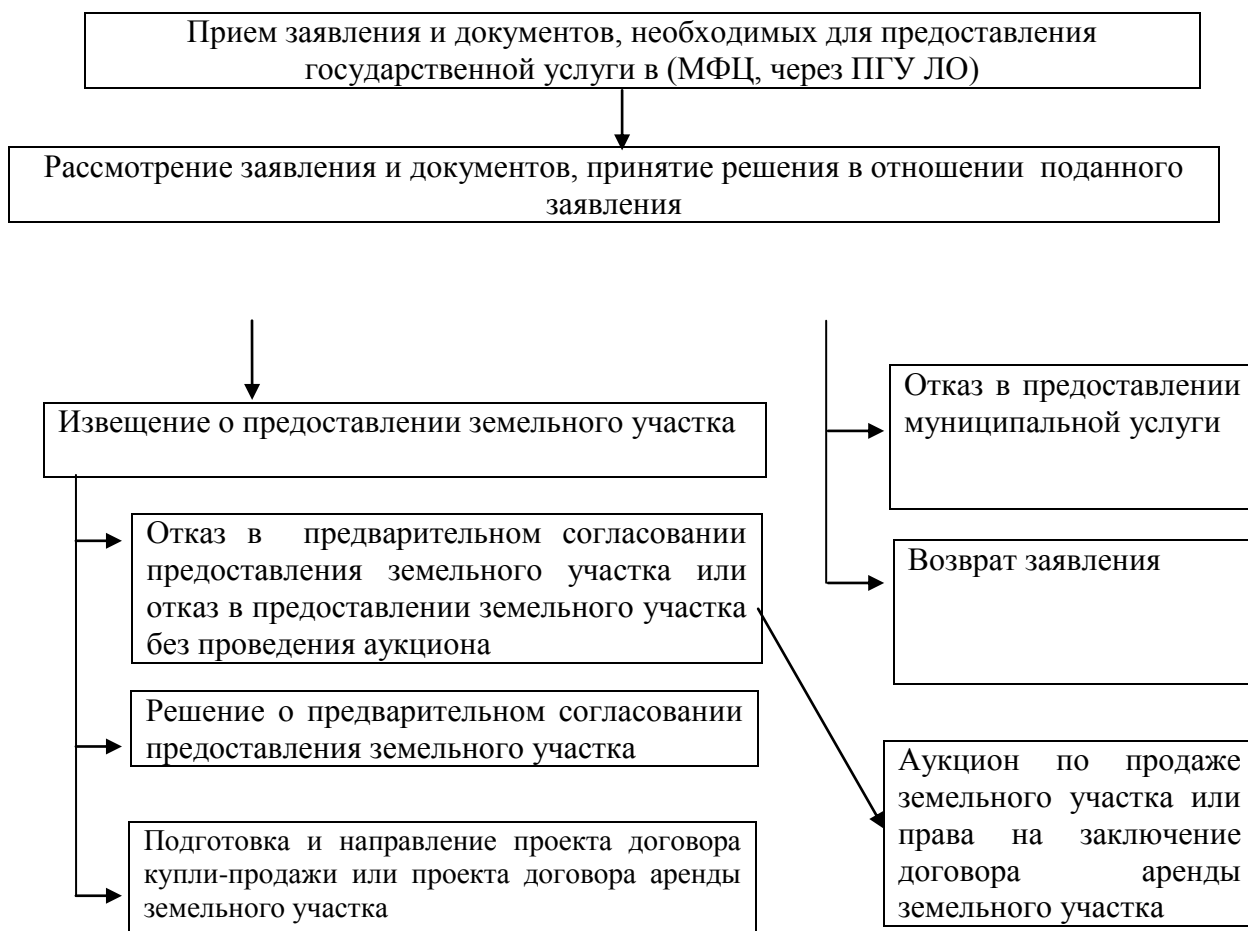 Прием заявления и документов, необходимых для предоставления
государственной услуги в (МФЦ, через ПГУ ЛО)
Рассмотрение заявления и документов, принятие решения в отношении поданного
заявления
Извещение о предоставлении земельного участка
Отказ в предварительном согласовании
предоставления земельного участка или
отказ в предоставлении земельного участка
без проведения аукциона
Решение о предварительном согласовании
предоставления земельного участка
Подготовка и направление проекта договора
купли-продажи или проекта договора аренды
земельного участка
Отказ в предоставлении
муниципальной услуги
Возврат заявления
Аукцион по продаже
земельного участка или
права на заключение
договора аренды
земельного участка